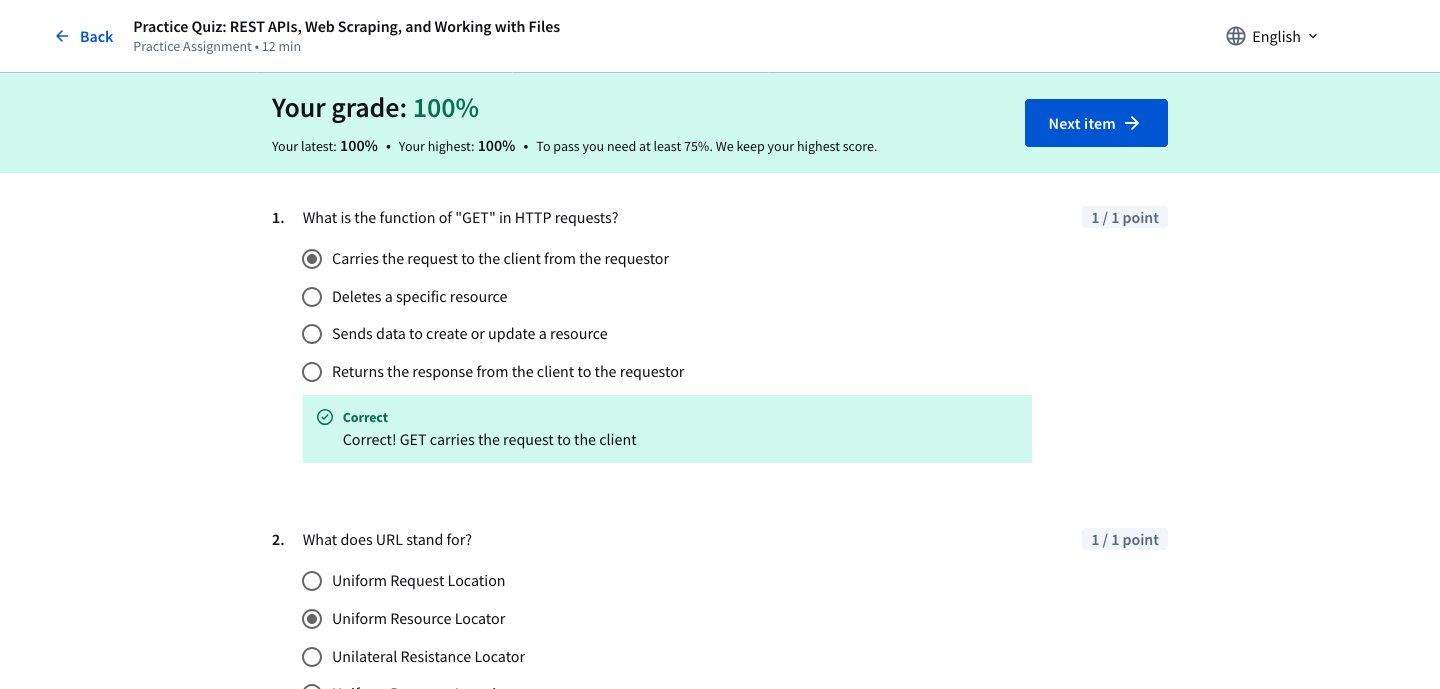 Back
Practice Quiz: REST APIs, Web Scraping, and Working with Files
Practice Assignment • 12 min
English
Your grade: 100%
Your latest: 100% • Your highest: 100% • To pass you need at least 75%. We keep your highest score.
Next item
1. What is the function of "GET" in HTTP requests?
1 / 1 point
Carries the request to the client from the requestor
Deletes a specific resource
Sends data to create or update a resource
Returns the response from the client to the requestor
Correct
Correct! GET carries the request to the client
2. What does URL stand for?
1 / 1 point
Uniform Request Location
Uniform Resource Locator
Unilateral Resistance Locator